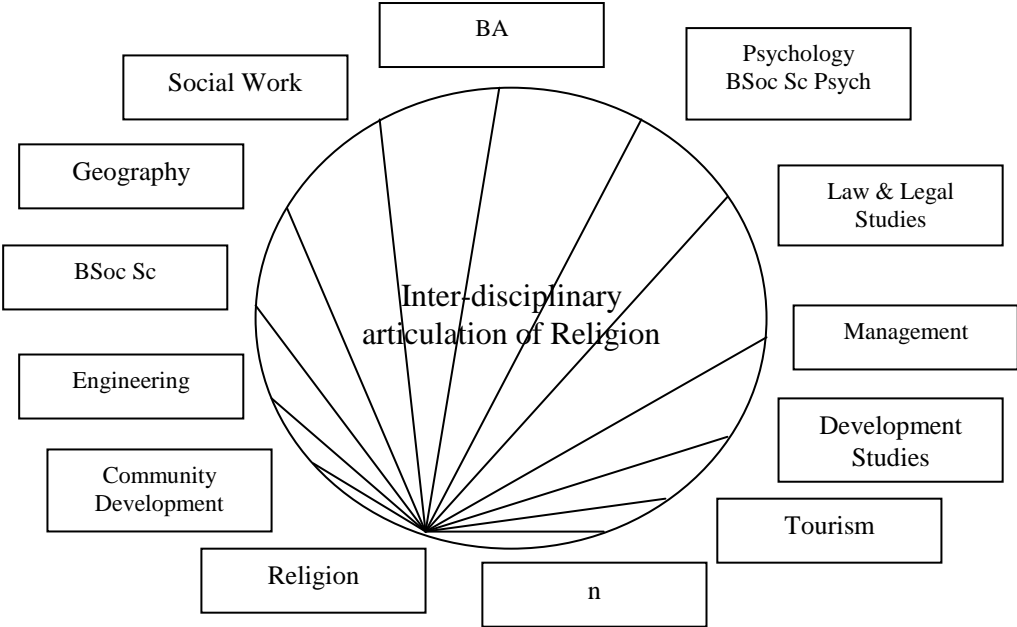 BA
Psychology
BSoc Sc Psych
Social Work
Geography
Law & Legal
Studies
BSoc Sc
Inter-disciplinary
articulation of Religion
Management
Engineering
Development
Studies
Community
Development
Tourism
Religion
n